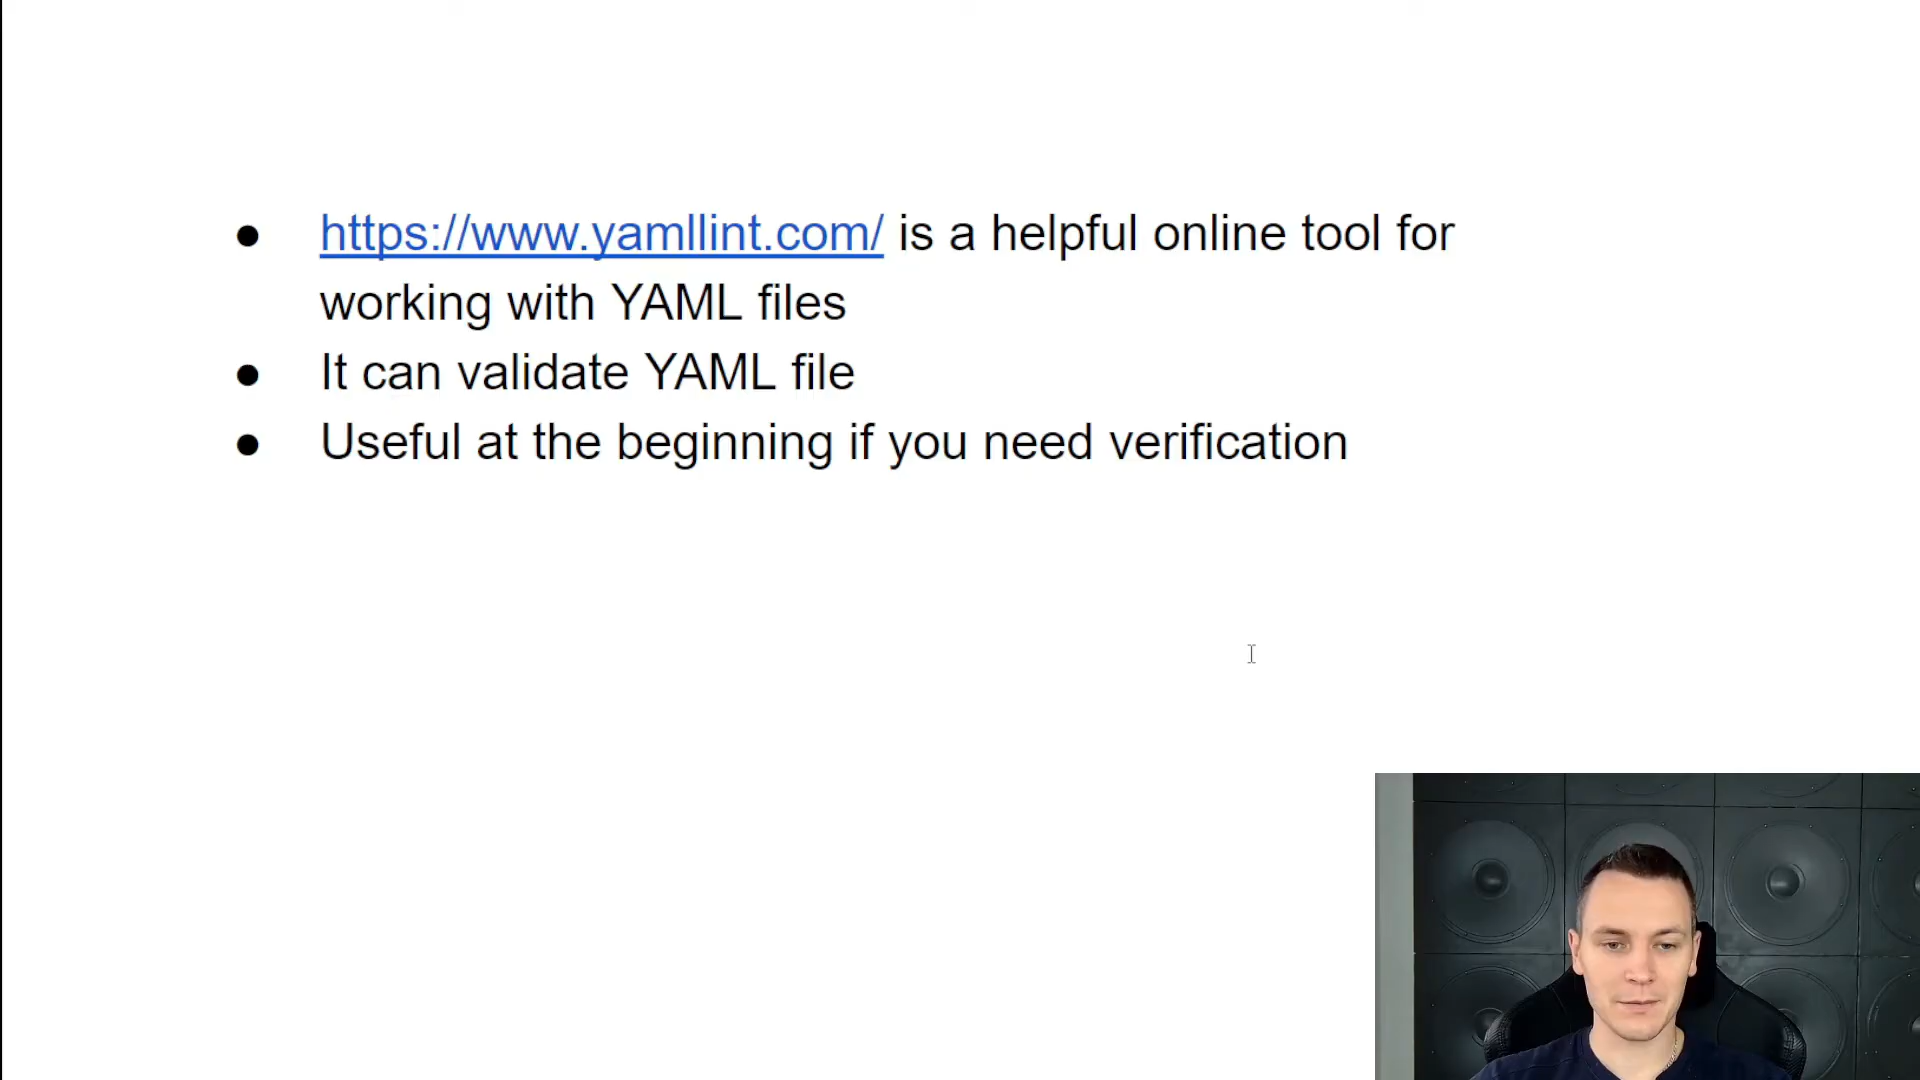 ● https://www.yamllint.com/ is a helpful online tool for
working with YAML files
● It can validate YAML file
● Useful at the beginning if you need verification